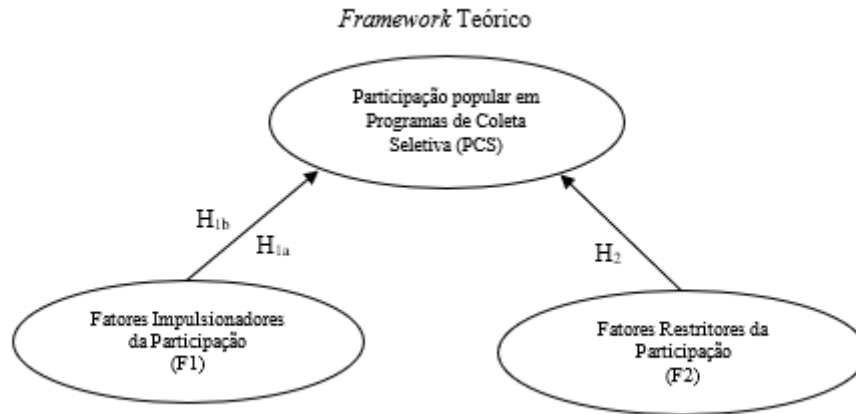 Framework Teórico
Participação popular em
Programas de Coleta
Seletiva (PCS)
H1b
H1a
H2
Fatores Impulsionadores
da Participação
(F1)
Fatores Restritores da
Participação
(F2)